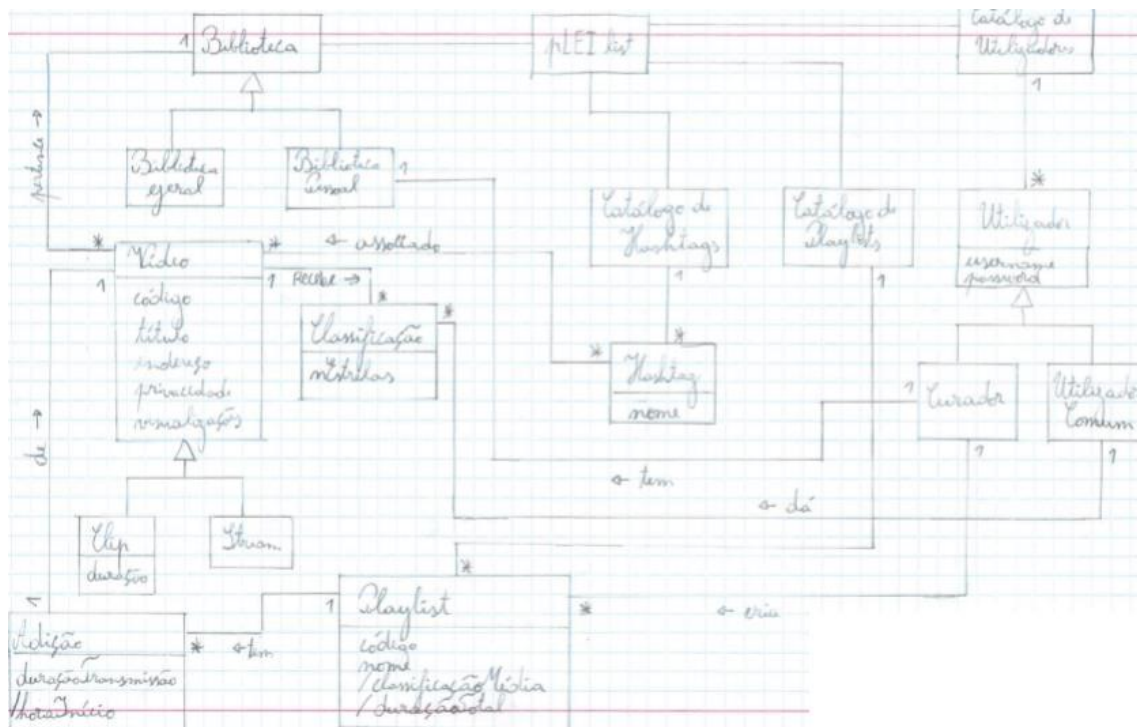 1 Biblioteca
pLEI list
Catálogo de
Utilizadores
1
pertence →
Biblioteca
geral
Biblioteca
Pessoal
1
Catálogo de
Hashtags
1
Catálogo de
Playlists
1
*
Utilizador
username
password
*
Vídeo
*
← associado
1
1
Recebe →
código
título
endereço
privacidade
visualizações
*
*
Classificação
nEstrelas
*
*
Hashtag
nome
1
Curador
1
Utilizador
Comum
1
← tem
← dá
de →
Clip
duração
Stream
*
1
Adição
duraçãoTransmissão
/horaInício
*
← tem
1
Playlist
código
nome
/classificaçãoMédia
/duraçãoTotal
*
← cria